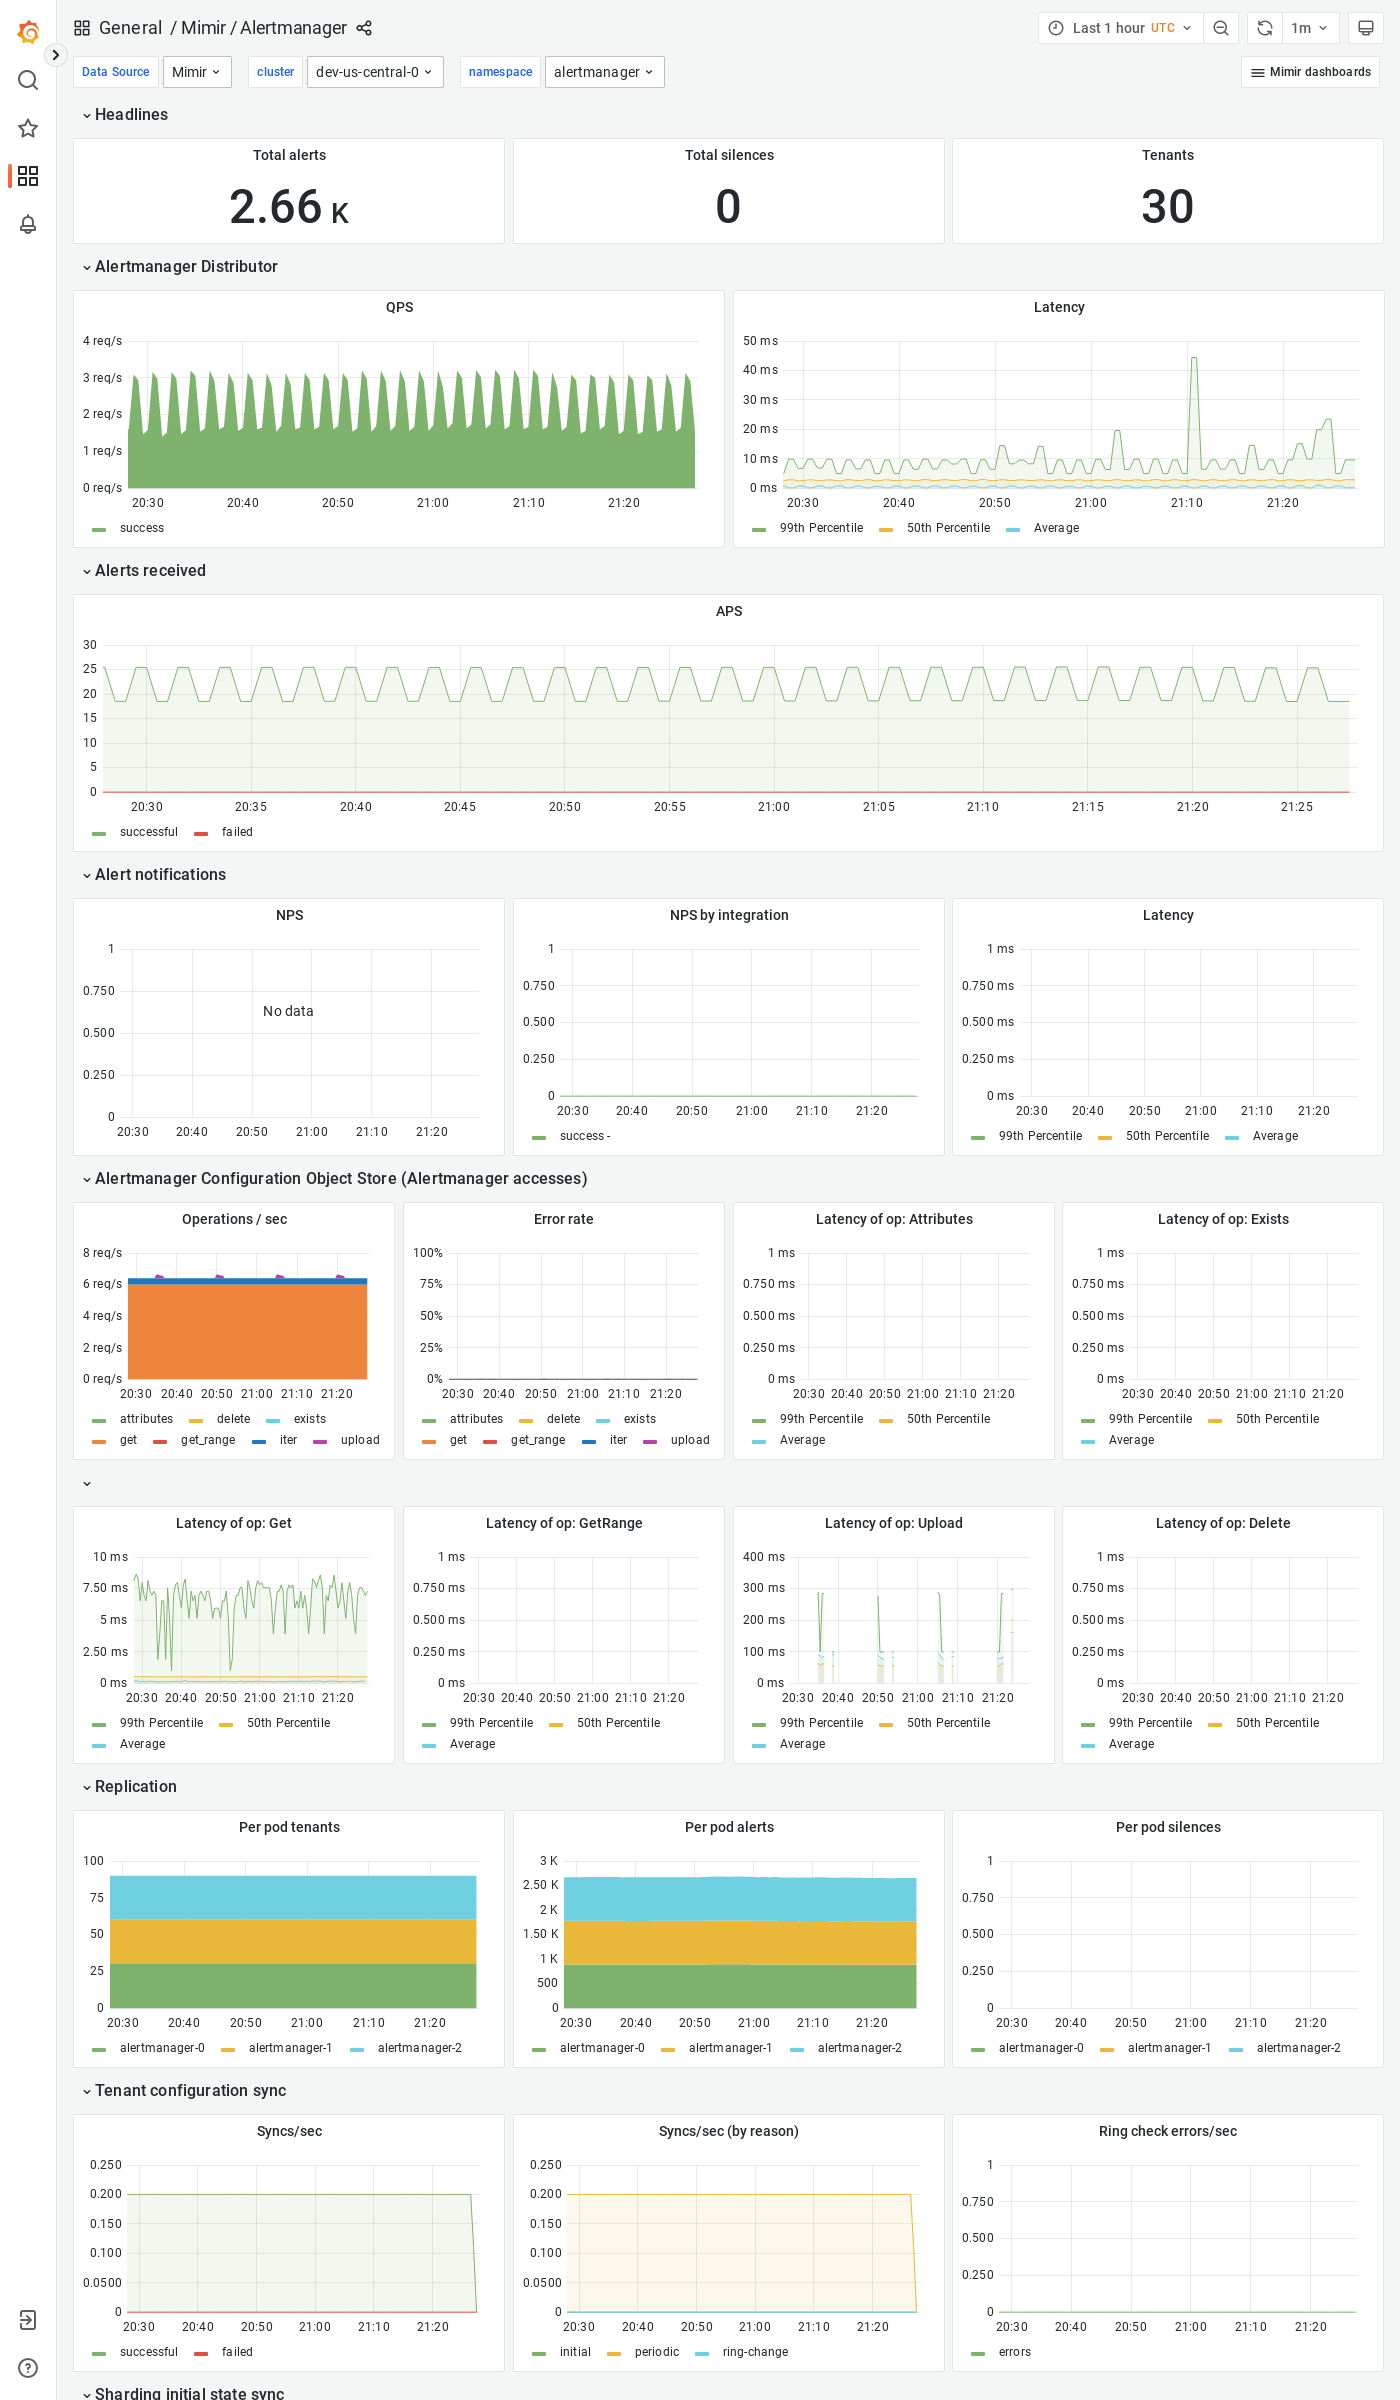 General / Mimir / Alertmanager
Last 1 hour UTC
1m
Data Source Mimir cluster dev-us-central-0 namespace alertmanager
Mimir dashboards
Headlines
Total alerts
2.66 K
Total silences
0
Tenants
30
Alertmanager Distributor
QPS
4 req/s
3 req/s
2 req/s
1 req/s
0 req/s
20:30 20:40 20:50 21:00 21:10 21:20
success
Latency
50 ms
40 ms
30 ms
20 ms
10 ms
0 ms
20:30 20:40 20:50 21:00 21:10 21:20
99th Percentile 50th Percentile Average
Alerts received
APS
30
25
20
15
10
5
0
20:30 20:35 20:40 20:45 20:50 20:55 21:00 21:05 21:10 21:15 21:20 21:25
successful failed
Alert notifications
NPS
1
0.750
0.500
0.250
0
No data
20:30 20:40 20:50 21:00 21:10 21:20
NPS by integration
1
0.750
0.500
0.250
0
20:30 20:40 20:50 21:00 21:10 21:20
success -
Latency
1 ms
0.750 ms
0.500 ms
0.250 ms
0 ms
20:30 20:40 20:50 21:00 21:10 21:20
99th Percentile 50th Percentile Average
Alertmanager Configuration Object Store (Alertmanager accesses)
Operations / sec
8 req/s
6 req/s
4 req/s
2 req/s
0 req/s
20:30 20:40 20:50 21:00 21:10 21:20
attributes delete exists
get get_range iter upload
Error rate
100%
75%
50%
25%
0%
20:30 20:40 20:50 21:00 21:10 21:20
attributes delete exists
get get_range iter upload
Latency of op: Attributes
1 ms
0.750 ms
0.500 ms
0.250 ms
0 ms
20:30 20:40 20:50 21:00 21:10 21:20
99th Percentile 50th Percentile
Average
Latency of op: Exists
1 ms
0.750 ms
0.500 ms
0.250 ms
0 ms
20:30 20:40 20:50 21:00 21:10 21:20
99th Percentile 50th Percentile
Average
Latency of op: Get
10 ms
7.50 ms
5 ms
2.50 ms
0 ms
20:30 20:40 20:50 21:00 21:10 21:20
99th Percentile 50th Percentile
Average
Latency of op: GetRange
1 ms
0.750 ms
0.500 ms
0.250 ms
0 ms
20:30 20:40 20:50 21:00 21:10 21:20
99th Percentile 50th Percentile
Average
Latency of op: Upload
400 ms
300 ms
200 ms
100 ms
0 ms
20:30 20:40 20:50 21:00 21:10 21:20
99th Percentile 50th Percentile
Average
Latency of op: Delete
1 ms
0.750 ms
0.500 ms
0.250 ms
0 ms
20:30 20:40 20:50 21:00 21:10 21:20
99th Percentile 50th Percentile
Average
Replication
Per pod tenants
100
75
50
25
0
20:30 20:40 20:50 21:00 21:10 21:20
alertmanager-0 alertmanager-1 alertmanager-2
Per pod alerts
3 K
2.50 K
2 K
1.50 K
1 K
500
0
20:30 20:40 20:50 21:00 21:10 21:20
alertmanager-0 alertmanager-1 alertmanager-2
Per pod silences
1
0.750
0.500
0.250
0
20:30 20:40 20:50 21:00 21:10 21:20
alertmanager-0 alertmanager-1 alertmanager-2
Tenant configuration sync
Syncs/sec
0.250
0.200
0.150
0.100
0.0500
0
20:30 20:40 20:50 21:00 21:10 21:20
successful failed
Syncs/sec (by reason)
0.250
0.200
0.150
0.100
0.0500
0
20:30 20:40 20:50 21:00 21:10 21:20
initial periodic ring-change
Ring check errors/sec
1
0.750
0.500
0.250
0
20:30 20:40 20:50 21:00 21:10 21:20
errors
Sharding initial state sync